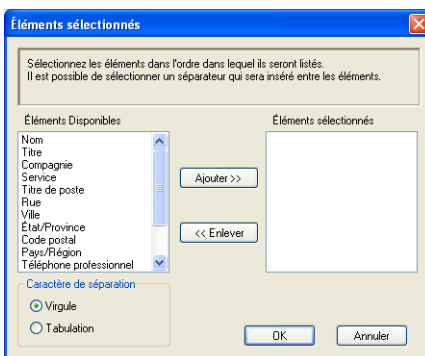 Éléments sélectionnés
Sélectionnez les éléments dans l'ordre dans lequel ils seront listés.
Il est possible de sélectionner un séparateur qui sera inséré entre les éléments.
Éléments Disponibles
Éléments sélectionnés
Nom
Titre
Compagnie
Service
Titre de poste
Rue
Ville
État/Province
Code postal
Pays/Région
Téléphone professionnel
Ajouter >>
<< Enlever
Caractère de séparation
Virgule
Tabulation
OK
Annuler